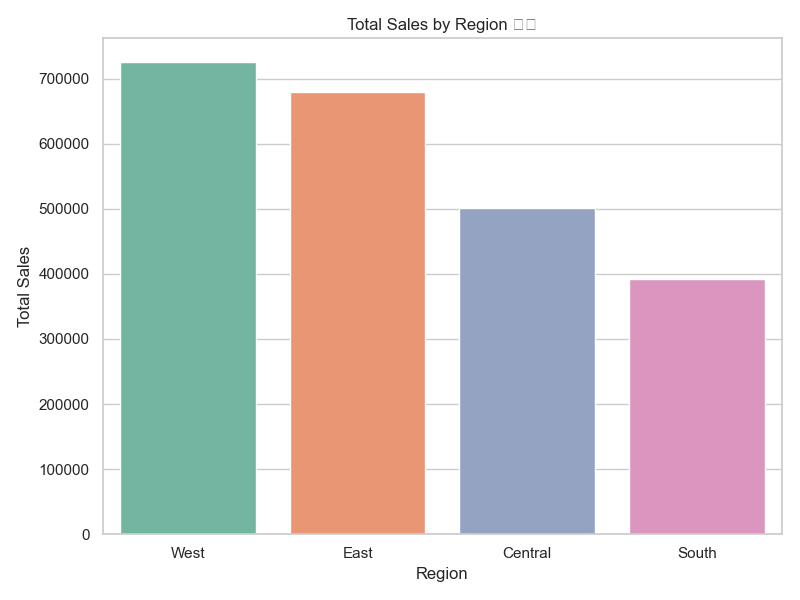 Total Sales by Region
700000
600000
500000
400000
300000
200000
100000
0
Total Sales
West East Central South
Region